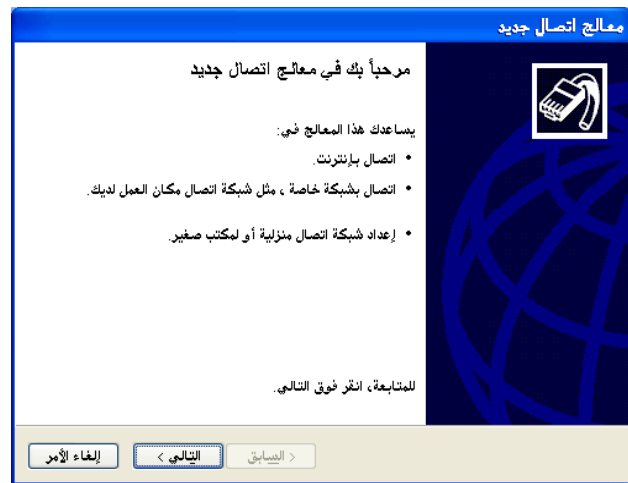 معالج اتصال جديد
مرحباً بك في معالج اتصال جديد
يساعدك هذا المعالج في:
• اتصال بإنترنت.
• اتصال بشبكة خاصة ، مثل شبكة اتصال مكان العمل لديك.
• إعداد شبكة اتصال منزلية أو لمكتب صغير.
للمتابعة، انقر فوق التالي.
< السابق
التالي >
إلغاء الأمر